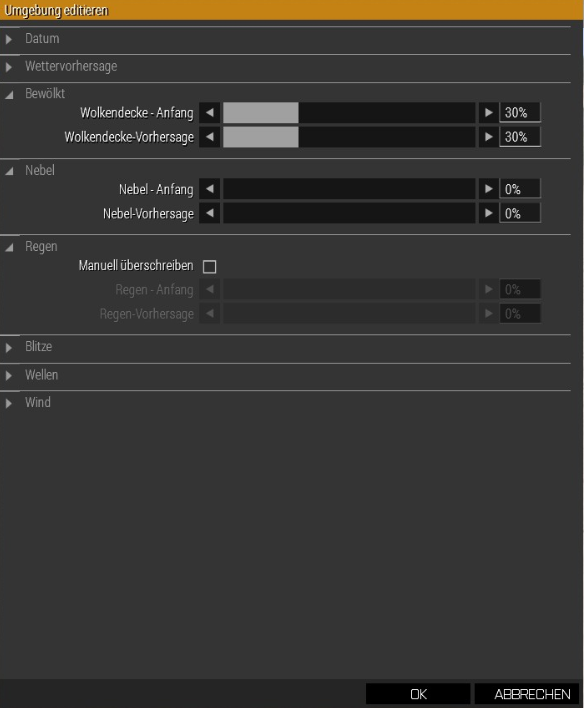 Umgebung editieren
Datum
Wettervorhersage
Bewölkt
Wolkendecke - Anfang 30%
Wolkendecke-Vorhersage 30%
Nebel
Nebel - Anfang 0%
Nebel-Vorhersage 0%
Regen
Manuell überschreiben
Regen - Anfang 0%
Regen-Vorhersage 0%
Blitze
Wellen
Wind
OK ABBRECHEN